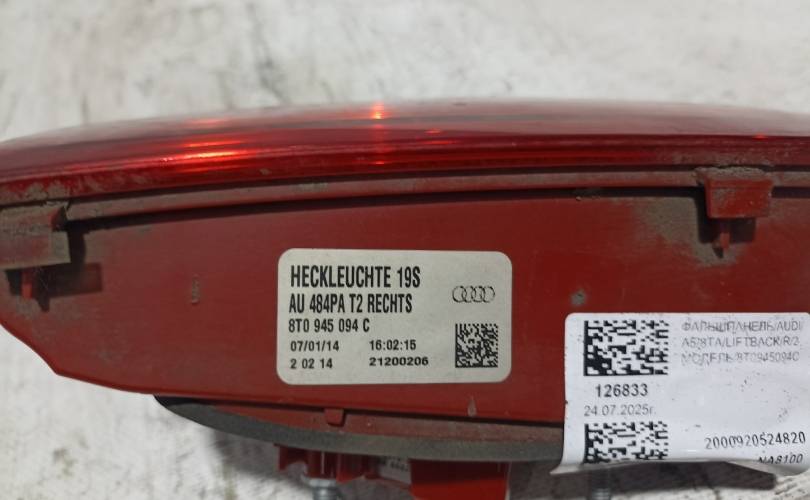 HECKLEUCHTE 19S
AU 484PA T2 RECHTS
8T0 945 094 C
07/01/14 16:02:15
2 02 14 21200206
ФАЛЬШПАНЕЛЬ/AUDI/
A5/8TA/LIFTBACK/R/2.
МОДЕЛЬ 8T0945094C
126833
24.07.2025г.
2000920524820
NA8100